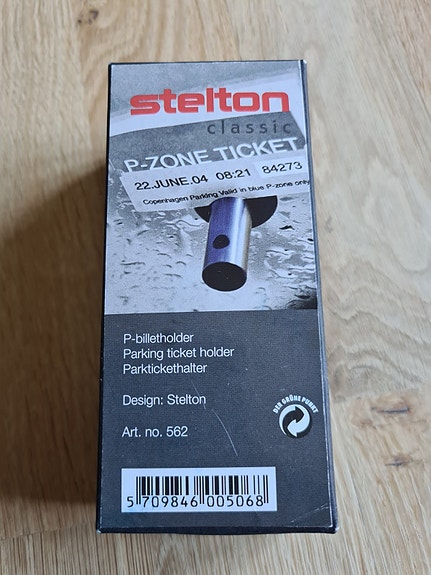 stelton
classic
P-ZONE TICKET
22.JUNE.04 08:21 84273
Copenhagen Parking Valid in blue P-zone only
P-billetholder
Parking ticket holder
Parktickethalter
Design: Stelton
DER GRÜNE PUNKT
Art. no. 562
5 709846 005068